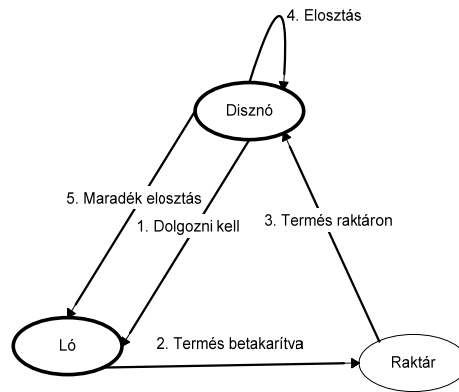 4. Elosztás
Disznó
5. Maradék elosztás
1. Dolgozni kell
3. Termés raktáron
Ló
2. Termés betakarítva
Raktár